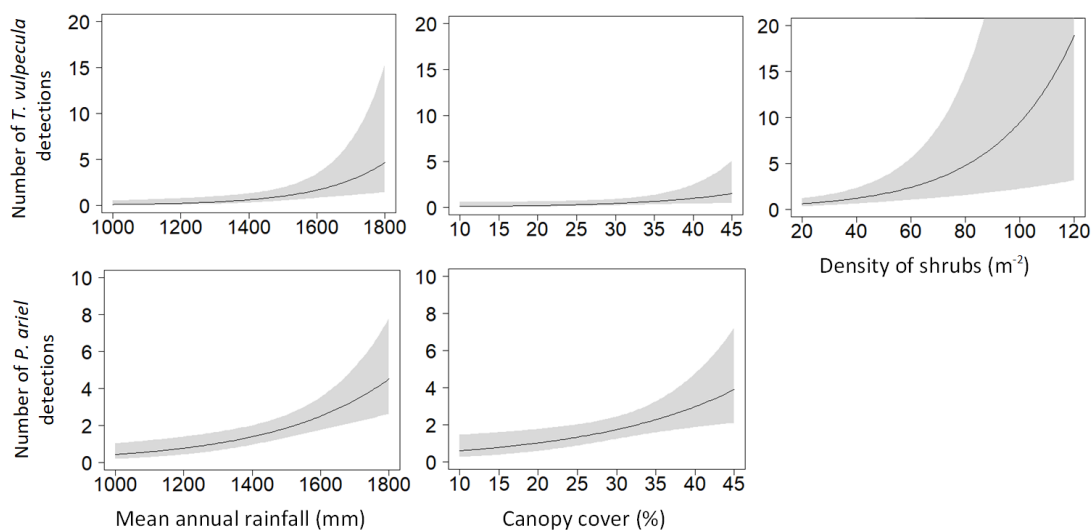 Number of T. vulpecula
detections
20
15
10
5
0
1000 1200 1400 1600 1800
20
15
10
5
0
10 15 20 25 30 35 40 45
20
15
10
5
0
20 40 60 80 100 120
Density of shrubs (m-2)
Number of P. ariel
detections
10
8
6
4
2
0
1000 1200 1400 1600 1800
Mean annual rainfall (mm)
10
8
6
4
2
0
10 15 20 25 30 35 40 45
Canopy cover (%)